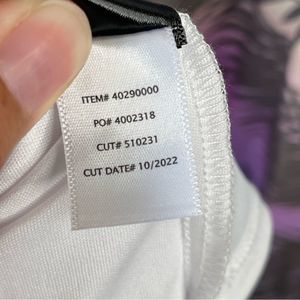 ITEM# 40290000
PO# 4002318
CUT# 510231
CUT DATE# 10/2022